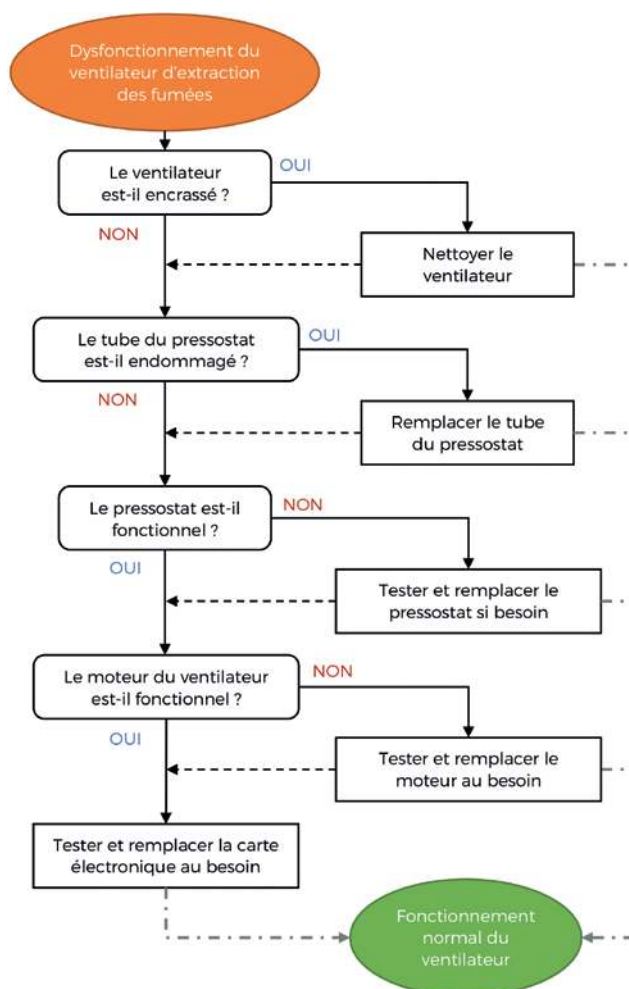 Dysfonctionnement du
ventilateur d'extraction
des fumées
Le ventilateur
est-il encrassé ?
OUI
NON
Nettoyer le
ventilateur
Le tube du pressostat
est-il endommagé ?
OUI
NON
Remplacer le tube
du pressostat
Le pressostat est-il
fonctionnel ?
NON
OUI
Tester et remplacer le
pressostat si besoin
Le moteur du ventilateur
est-il fonctionnel ?
NON
OUI
Tester et remplacer le
moteur au besoin
Tester et remplacer la carte
électronique au besoin
Fonctionnement
normal du
ventilateur